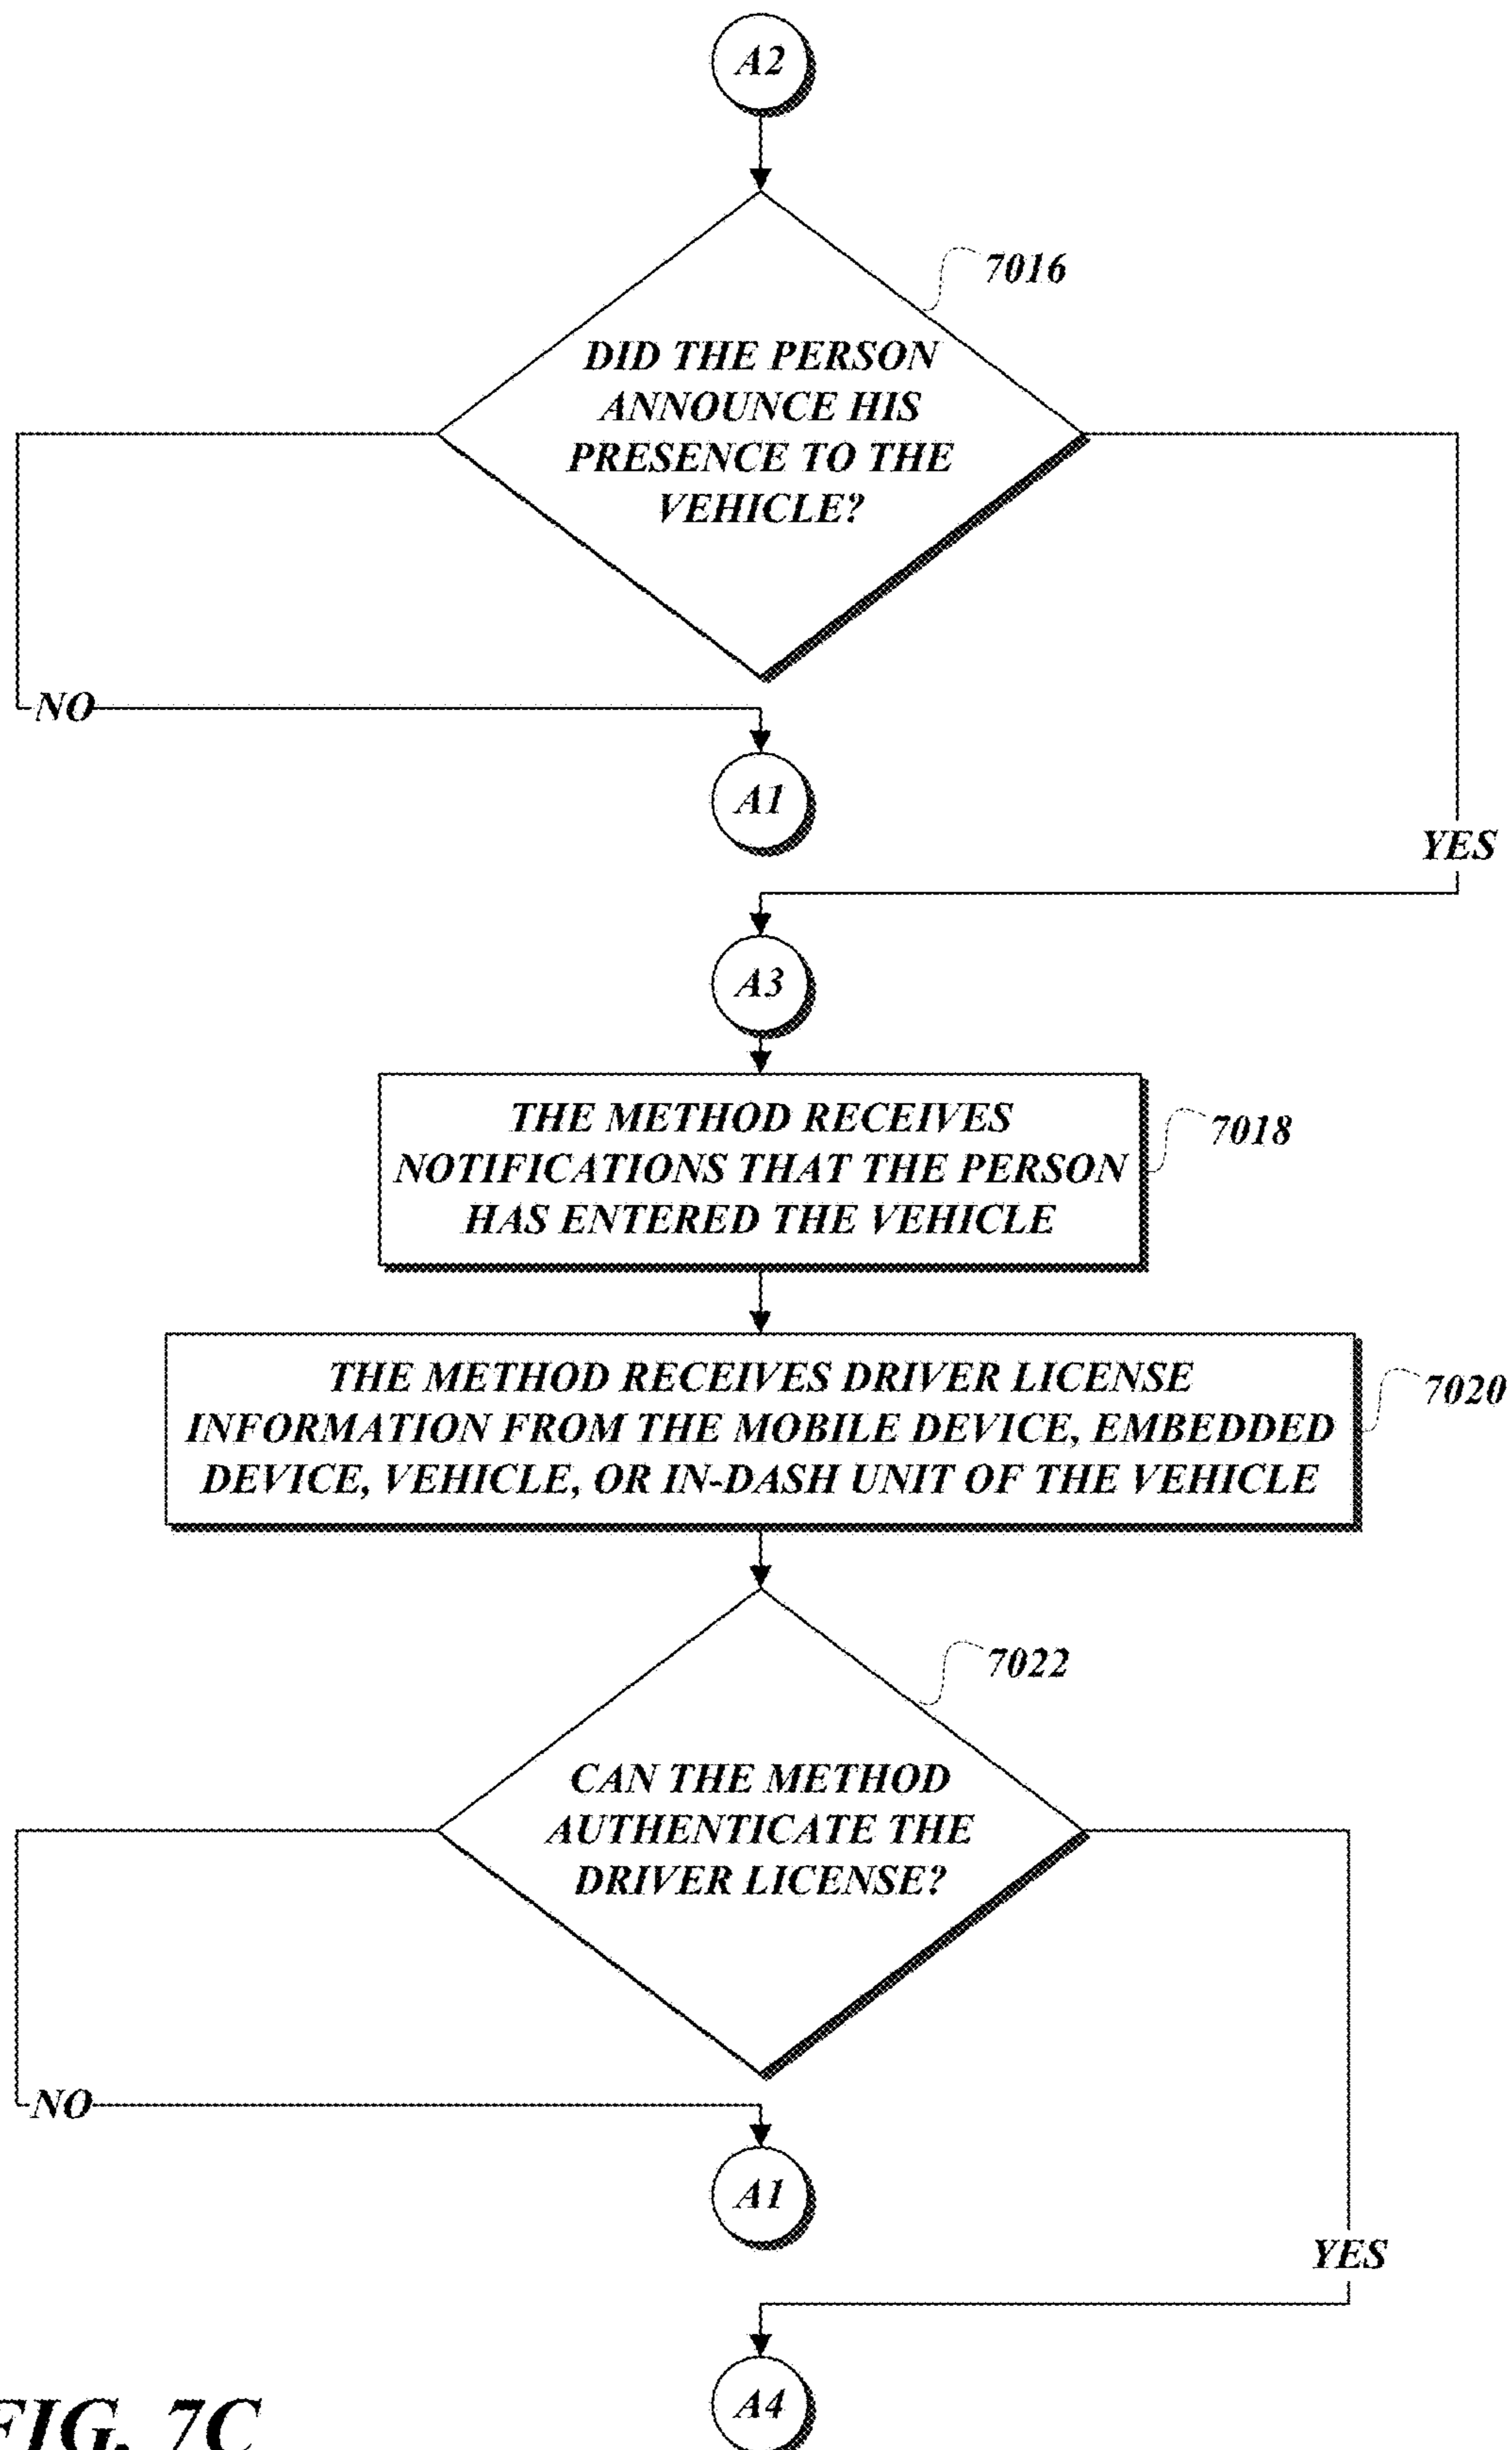 A2
7016
DID THE PERSON
ANNOUNCE HIS
PRESENCE TO THE
VEHICLE?
NO
A1
YES
A3
THE METHOD RECEIVES
NOTIFICATIONS THAT THE PERSON
HAS ENTERED THE VEHICLE
7018
THE METHOD RECEIVES DRIVER LICENSE
INFORMATION FROM THE MOBILE DEVICE, EMBEDDED
DEVICE, VEHICLE, OR IN-DASH UNIT OF THE VEHICLE
7020
7022
CAN THE METHOD
AUTHENTICATE THE
DRIVER LICENSE?
NO
A1
YES
A4
FIG. 7C